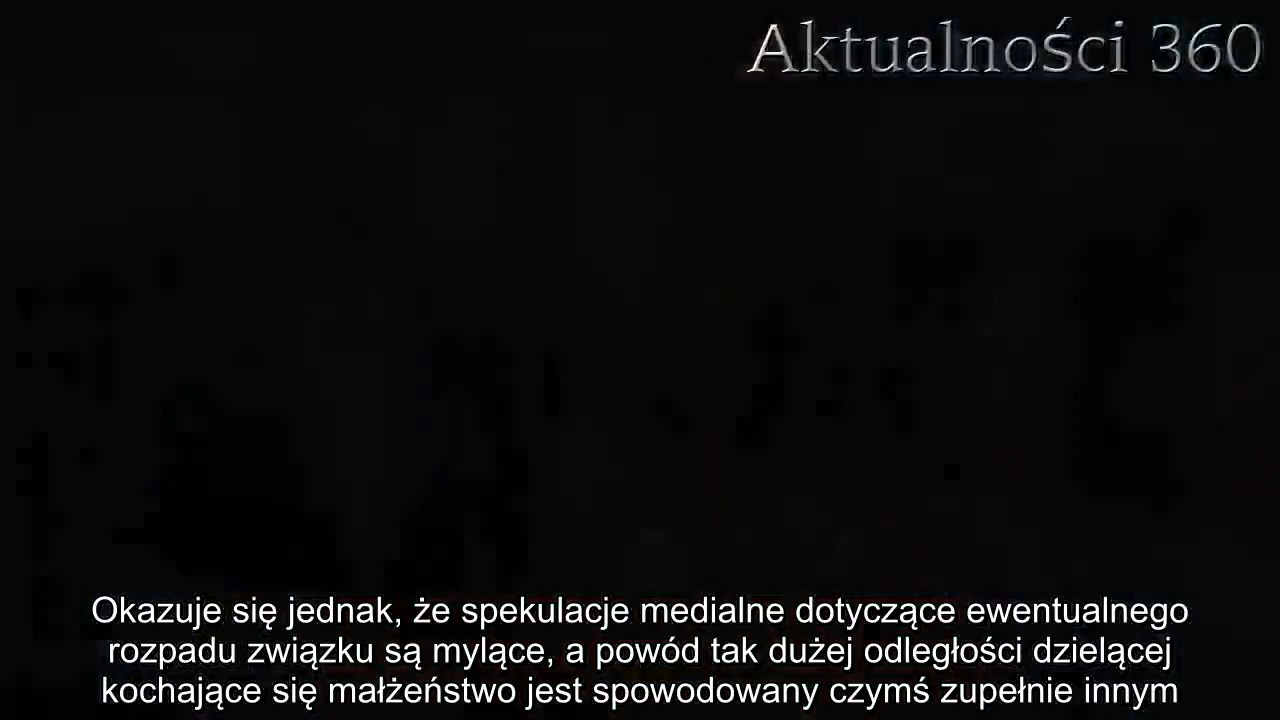 Aktualności 360
Okazuje się jednak, że spekulacje medialne dotyczące ewentualnego
rozpadu związku są mylące, a powód tak dużej odległości dzielącej
kochające się małżeństwo jest spowodowany czymś zupełnie innym